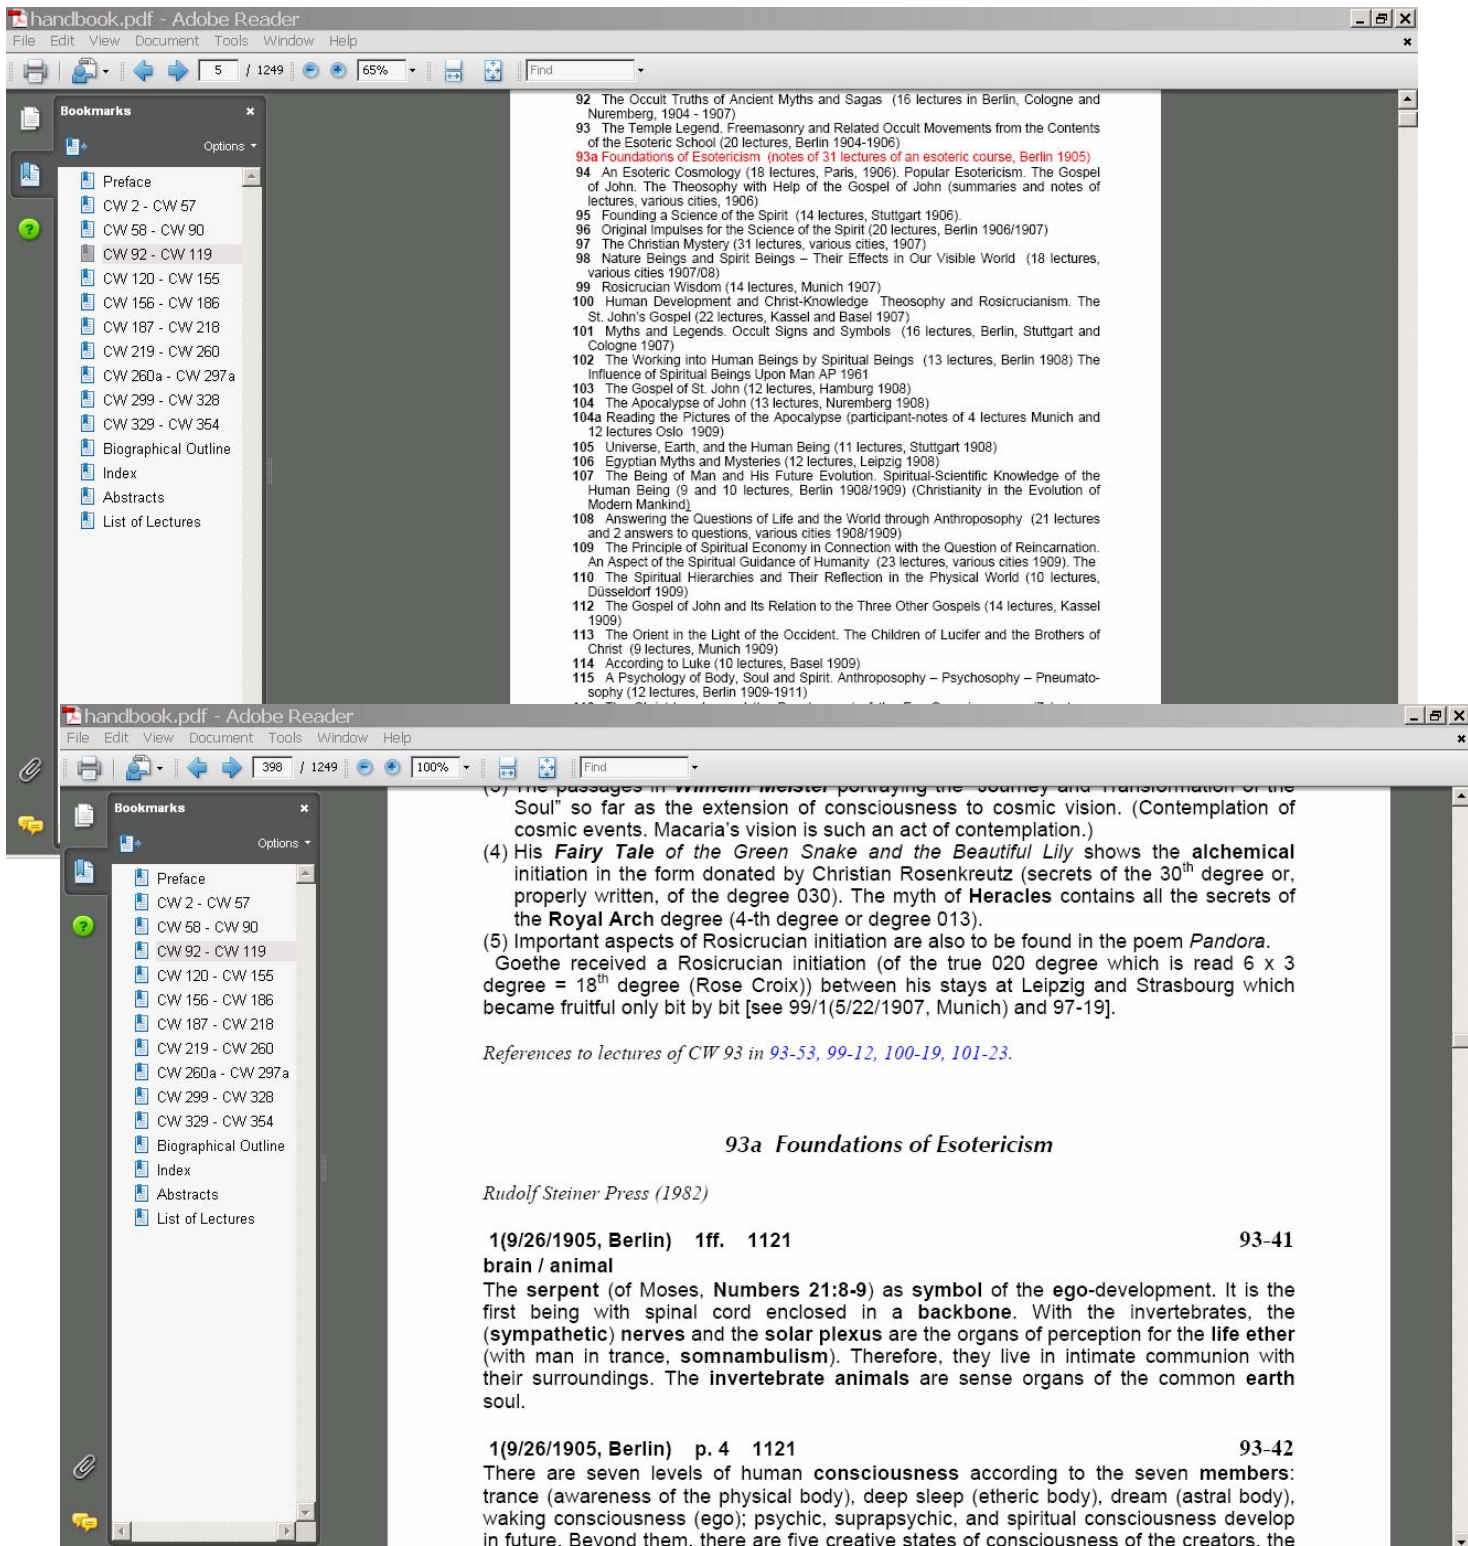 handbook.pdf - Adobe Reader
File Edit View Document Tools Window Help
5 / 1249 65% Find
Bookmarks
Options
Preface
CW 2 - CW 57
CW 58 - CW 90
CW 92 - CW 119
CW 120 - CW 155
CW 156 - CW 186
CW 187 - CW 218
CW 219 - CW 260
CW 260a - CW 297a
CW 299 - CW 328
CW 329 - CW 354
Biographical Outline
Index
Abstracts
List of Lectures
92 The Occult Truths of Ancient Myths and Sagas (16 lectures in Berlin, Cologne and
Nuremberg, 1904 - 1907)
93 The Temple Legend. Freemasonry and Related Occult Movements from the Contents
of the Esoteric School (20 lectures, Berlin 1904-1906)
93a Foundations of Esotericism (notes of 31 lectures of an esoteric course, Berlin 1905)
94 An Esoteric Cosmology (18 lectures, Paris, 1906). Popular Esotericism. The Gospel
of John. The Theosophy with Help of the Gospel of John (summaries and notes of
lectures, various cities, 1906)
95 Founding a Science of the Spirit (14 lectures, Stuttgart 1906).
96 Original Impulses for the Science of the Spirit (20 lectures, Berlin 1906/1907)
97 The Christian Mystery (31 lectures, various cities, 1907)
98 Nature Beings and Spirit Beings – Their Effects in Our Visible World (18 lectures,
various cities 1907/08)
99 Rosicrucian Wisdom (14 lectures, Munich 1907)
100 Human Development and Christ-Knowledge Theosophy and Rosicrucianism. The
St. John's Gospel (22 lectures, Kassel and Basel 1907)
101 Myths and Legends. Occult Signs and Symbols (16 lectures, Berlin, Stuttgart and
Cologne 1907)
102 The Working into Human Beings by Spiritual Beings (13 lectures, Berlin 1908) The
Influence of Spiritual Beings Upon Man AP 1961
103 The Gospel of St. John (12 lectures, Hamburg 1908)
104 The Apocalypse of John (13 lectures, Nuremberg 1908)
104a Reading the Pictures of the Apocalypse (participant-notes of 4 lectures Munich and
12 lectures Oslo 1909)
105 Universe, Earth, and the Human Being (11 lectures, Stuttgart 1908)
106 Egyptian Myths and Mysteries (12 lectures, Leipzig 1908)
107 The Being of Man and His Future Evolution. Spiritual-Scientific Knowledge of the
Human Being (9 and 10 lectures, Berlin 1908/1909) (Christianity in the Evolution of
Modern Mankind)
108 Answering the Questions of Life and the World through Anthroposophy (21 lectures
and 2 answers to questions, various cities 1908/1909)
109 The Principle of Spiritual Economy in Connection with the Question of Reincarnation.
An Aspect of the Spiritual Guidance of Humanity (23 lectures, various cities 1909). The
110 The Spiritual Hierarchies and Their Reflection in the Physical World (10 lectures,
Düsseldorf 1909)
112 The Gospel of John and Its Relation to the Three Other Gospels (14 lectures, Kassel
1909)
113 The Orient in the Light of the Occident. The Children of Lucifer and the Brothers of
Christ (9 lectures, Munich 1909)
114 According to Luke (10 lectures, Basel 1909)
115 A Psychology of Body, Soul and Spirit. Anthroposophy – Psychosophy – Pneumato-
sophy (12 lectures, Berlin 1909-1911)
handbook.pdf - Adobe Reader
File Edit View Document Tools Window Help
398 / 1249 100% Find
Bookmarks
Options
Preface
CW 2 - CW 57
CW 58 - CW 90
CW 92 - CW 119
CW 120 - CW 155
CW 156 - CW 186
CW 187 - CW 218
CW 219 - CW 260
CW 260a - CW 297a
CW 299 - CW 328
CW 329 - CW 354
Biographical Outline
Index
Abstracts
List of Lectures
(3) The passages in Wilhelm Meister portraying the "Journey and Transformation of the
Soul" so far as the extension of consciousness to cosmic vision. (Contemplation of
cosmic events. Macaria's vision is such an act of contemplation.)
(4) His Fairy Tale of the Green Snake and the Beautiful Lily shows the alchemical
initiation in the form donated by Christian Rosenkreutz (secrets of the 30th degree or,
properly written, of the degree 030). The myth of Heracles contains all the secrets of
the Royal Arch degree (4-th degree or degree 013).
(5) Important aspects of Rosicrucian initiation are also to be found in the poem Pandora.
Goethe received a Rosicrucian initiation (of the true 020 degree which is read 6 x 3
degree = 18th degree (Rose Croix)) between his stays at Leipzig and Strasbourg which
became fruitful only bit by bit [see 99/1(5/22/1907, Munich) and 97-19].
References to lectures of CW 93 in 93-53, 99-12, 100-19, 101-23.
93a Foundations of Esotericism
Rudolf Steiner Press (1982)
1(9/26/1905, Berlin) 1ff. 1121 93-41
brain / animal
The serpent (of Moses, Numbers 21:8-9) as symbol of the ego-development. It is the
first being with spinal cord enclosed in a backbone. With the invertebrates, the
(sympathetic) nerves and the solar plexus are the organs of perception for the life ether
(with man in trance, somnambulism). Therefore, they live in intimate communion with
their surroundings. The invertebrate animals are sense organs of the common earth
soul.
1(9/26/1905, Berlin) p. 4 1121 93-42
There are seven levels of human consciousness according to the seven members:
trance (awareness of the physical body), deep sleep (etheric body), dream (astral body),
waking consciousness (ego); psychic, suprapsychic, and spiritual consciousness develop
in future. Beyond them, there are five creative states of consciousness of the creators, the